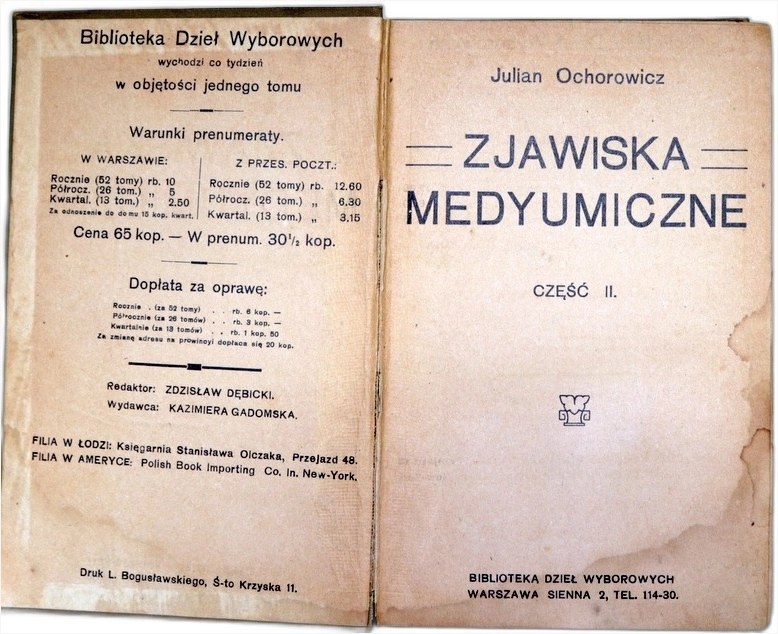 Biblioteka Dzieł Wyborowych
wychodzi co tydzień
w objętości jednego tomu
Warunki prenumeraty.
W WARSZAWIE:
Rocznie (52 tomy) rb. 10
Półrocz. (26 tom.) „ 5
Kwartal. (13 tom.) „ 2.50
Za odnoszenie do domu 15 kop. kwart.
Z PRZES. POCZT.:
Rocznie (52 tomy) rb. 12.60
Półrocz. (26 tom.) „ 6.30
Kwartal. (13 tom.) „ 3.15
Cena 65 kop. — W prenum. 30½ kop.
Dopłata za oprawę:
Rocznie . (za 52 tomy) . . rb. 6 kop. —
Półrocznie (za 26 tomów) . . rb. 3 kop. —
Kwartalnie (za 13 tomów) . . rb. 1 kop. 50
Za zmianę adresu na prowincyi dopłaca się 20 kop.
Redaktor: ZDZISŁAW DĘBICKI.
Wydawca: KAZIMIERA GADOMSKA.
FILIA W ŁODZI: Księgarnia Stanisława Olczaka, Przejazd 48.
FILIA W AMERYCE: Polish Book Importing Co. In. New-York.
Druk L. Bogusławskiego, Ś-to Krzyska 11.
Julian Ochorowicz
ZJAWISKA
MEDYUMICZNE
CZĘŚĆ II.
BIBLIOTEKA DZIEŁ WYBOROWYCH
WARSZAWA SIENNA 2, TEL. 114-30.